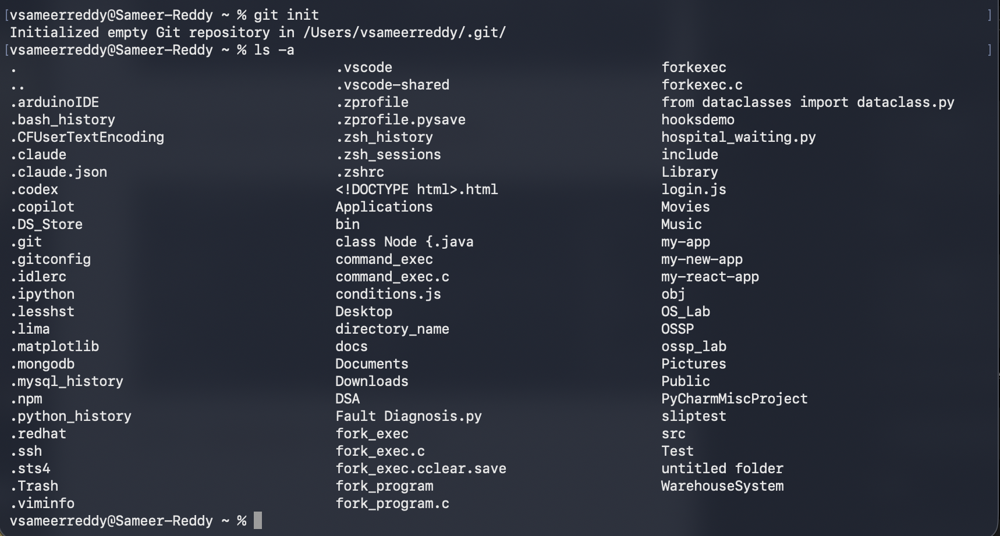 [vsameerreddy@Sameer-Reddy ~ % git init ]
Initialized empty Git repository in /Users/vsameerreddy/.git/
[vsameerreddy@Sameer-Reddy ~ % ls -a ]
. .vscode forkexec
.. .vscode-shared forkexec.c
.arduinoIDE .zprofile from dataclasses import dataclass.py
.bash_history .zprofile.pysave hooksdemo
.CFUserTextEncoding .zsh_history hospital_waiting.py
.claude .zsh_sessions include
.claude.json .zshrc Library
.codex <!DOCTYPE html>.html login.js
.copilot Applications Movies
.DS_Store bin Music
.git class Node {.java my-app
.gitconfig command_exec my-new-app
.idlerc command_exec.c my-react-app
.ipython conditions.js obj
.lesshst Desktop OS_Lab
.lima directory_name OSSP
.matplotlib docs ossp_lab
.mongodb Documents Pictures
.mysql_history Downloads Public
.npm DSA PyCharmMiscProject
.python_history Fault Diagnosis.py sliptest
.redhat fork_exec src
.ssh fork_exec.c Test
.sts4 fork_exec.cclear.save untitled folder
.Trash fork_program WarehouseSystem
.viminfo fork_program.c
vsameerreddy@Sameer-Reddy ~ %